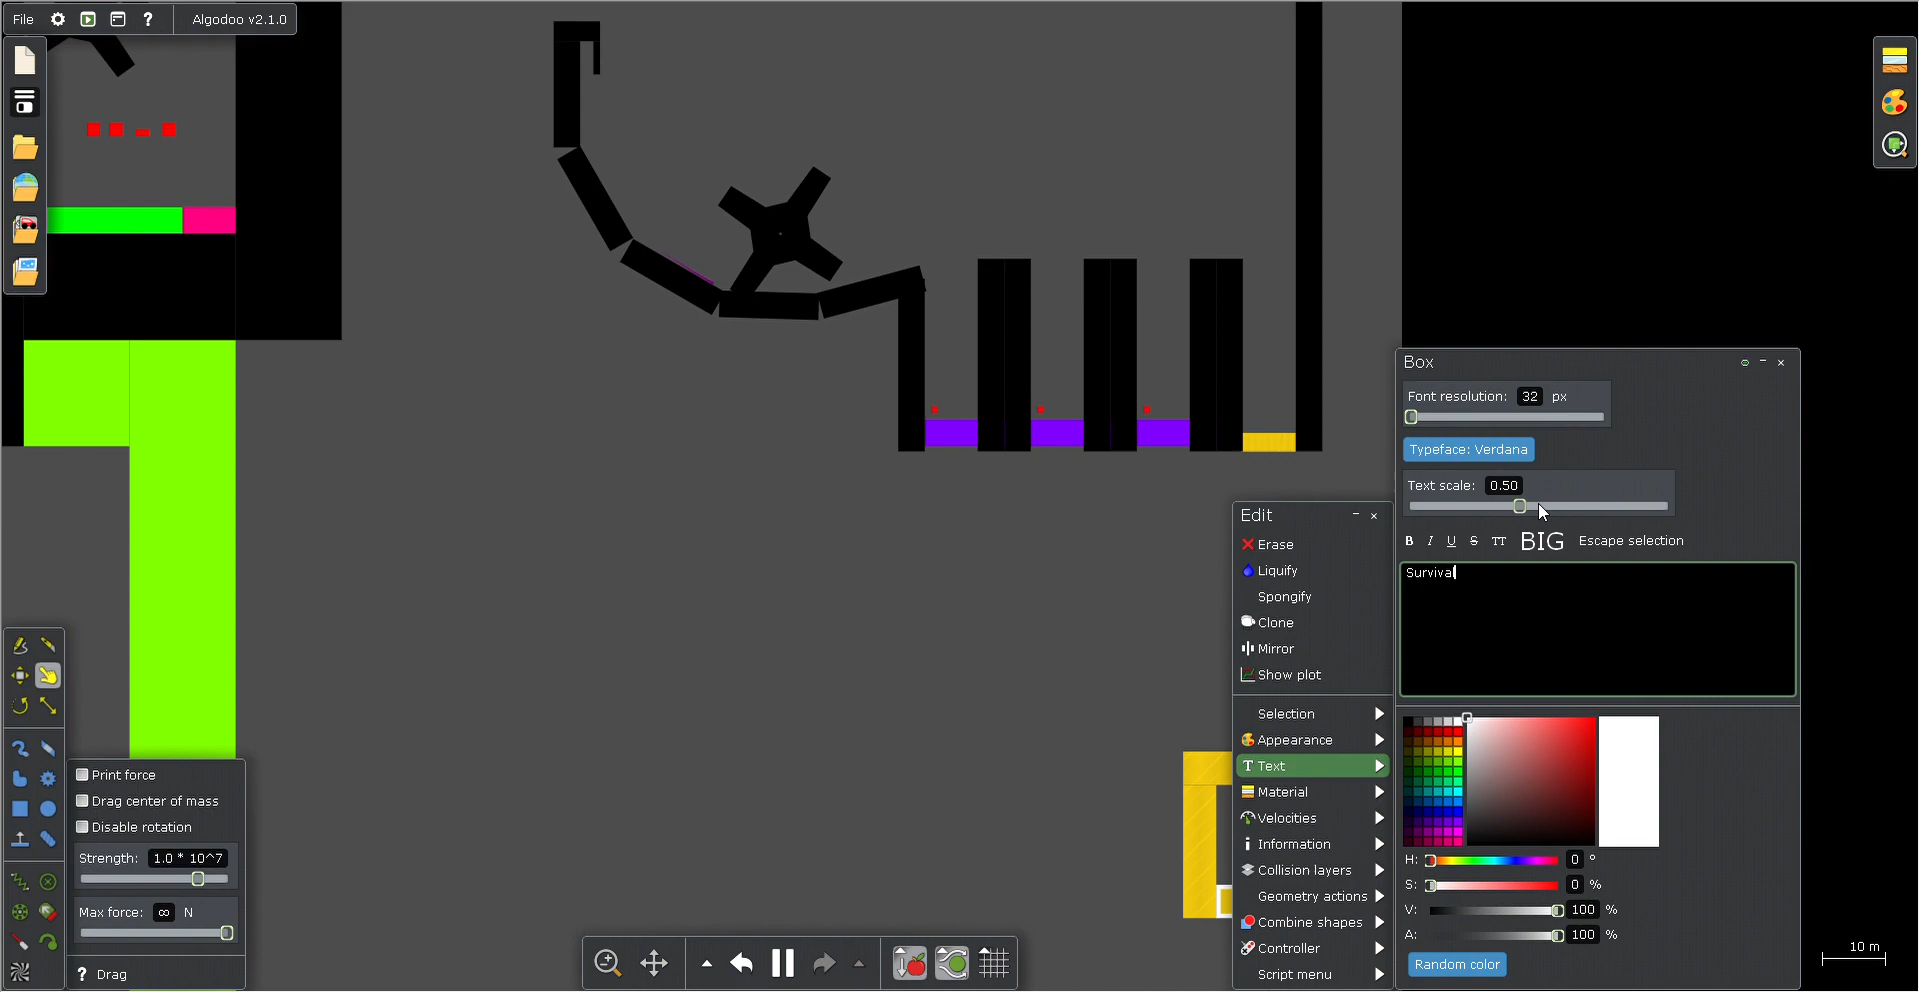 File ? Algodoo v2.1.0
Box
Font resolution: 32 px
Typeface: Verdana
Text scale: 0.50
B I U S TT BIG Escape selection
Survival
Edit
Erase
Liquify
Spongify
Clone
Mirror
Show plot
Selection
Appearance
T Text
Material
Velocities
Information
Collision layers
Geometry actions
Combine shapes
Controller
Script menu
H: 0 °
S: 0 %
V: 100 %
A: 100 %
Random color
Print force
Drag center of mass
Disable rotation
Strength: 1.0 * 10^7
Max force: ∞ N
? Drag
10 m